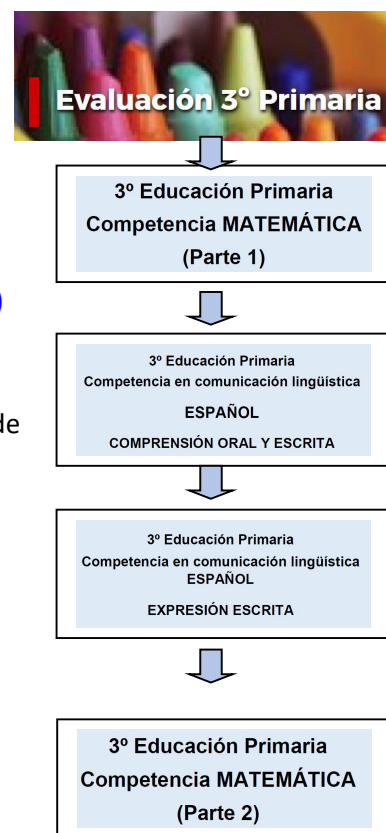 Evaluación 3º Primaria
3º Educación Primaria
Competencia MATEMÁTICA
(Parte 1)
)
3º Educación Primaria
Competencia en comunicación lingüística
ESPAÑOL
de
COMPRENSIÓN ORAL Y ESCRITA
3º Educación Primaria
Competencia en comunicación lingüística
ESPAÑOL
EXPRESIÓN ESCRITA
3º Educación Primaria
Competencia MATEMÁTICA
(Parte 2)